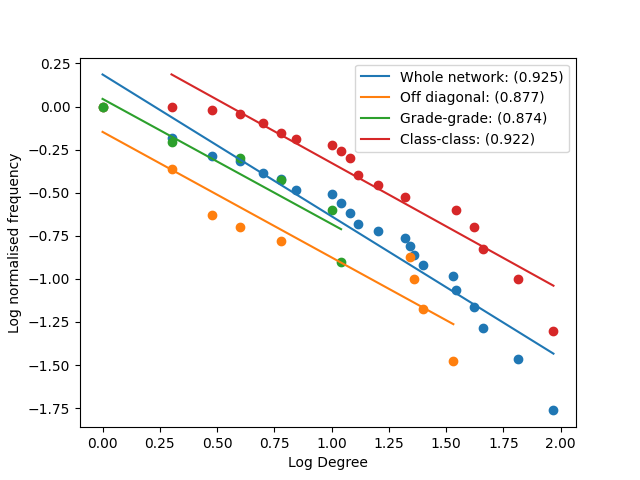 Whole network: (0.925)
Off diagonal: (0.877)
Grade-grade: (0.874)
Class-class: (0.922)
Log normalised frequency
0.25
0.00
−0.25
−0.50
−0.75
−1.00
−1.25
−1.50
−1.75
0.00 0.25 0.50 0.75 1.00 1.25 1.50 1.75 2.00
Log Degree